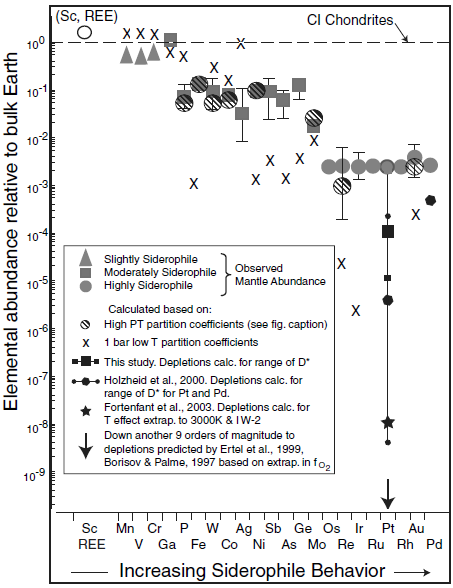 (Sc, REE)
CI Chondrites
Elemental abundance relative to bulk Earth
10⁰
10⁻¹
10⁻²
10⁻³
10⁻⁴
10⁻⁵
10⁻⁶
10⁻⁷
10⁻⁸
10⁻⁹
Slightly Siderophile
Moderately Siderophile
Highly Siderophile
Observed
Mantle Abundance
Calculated based on:
High PT partition coefficients (see fig. caption)
x 1 bar low T partition coefficients
This study. Depletions calc. for range of D*
Holzheid et al., 2000. Depletions calc. for
range of D* for Pt and Pd.
Fortenfant et al., 2003. Depletions calc. for
T effect extrap. to 3000K & IW-2
Down another 9 orders of magnitude to
depletions predicted by Ertel et al., 1999,
Borisov & Palme, 1997 based on extrap. in fO₂
Sc Mn Cr P W Ag Sb Ge Os Ir Pt Au
REE V Ga Fe Co Ni As Mo Re Ru Rh Pd
Increasing Siderophile Behavior